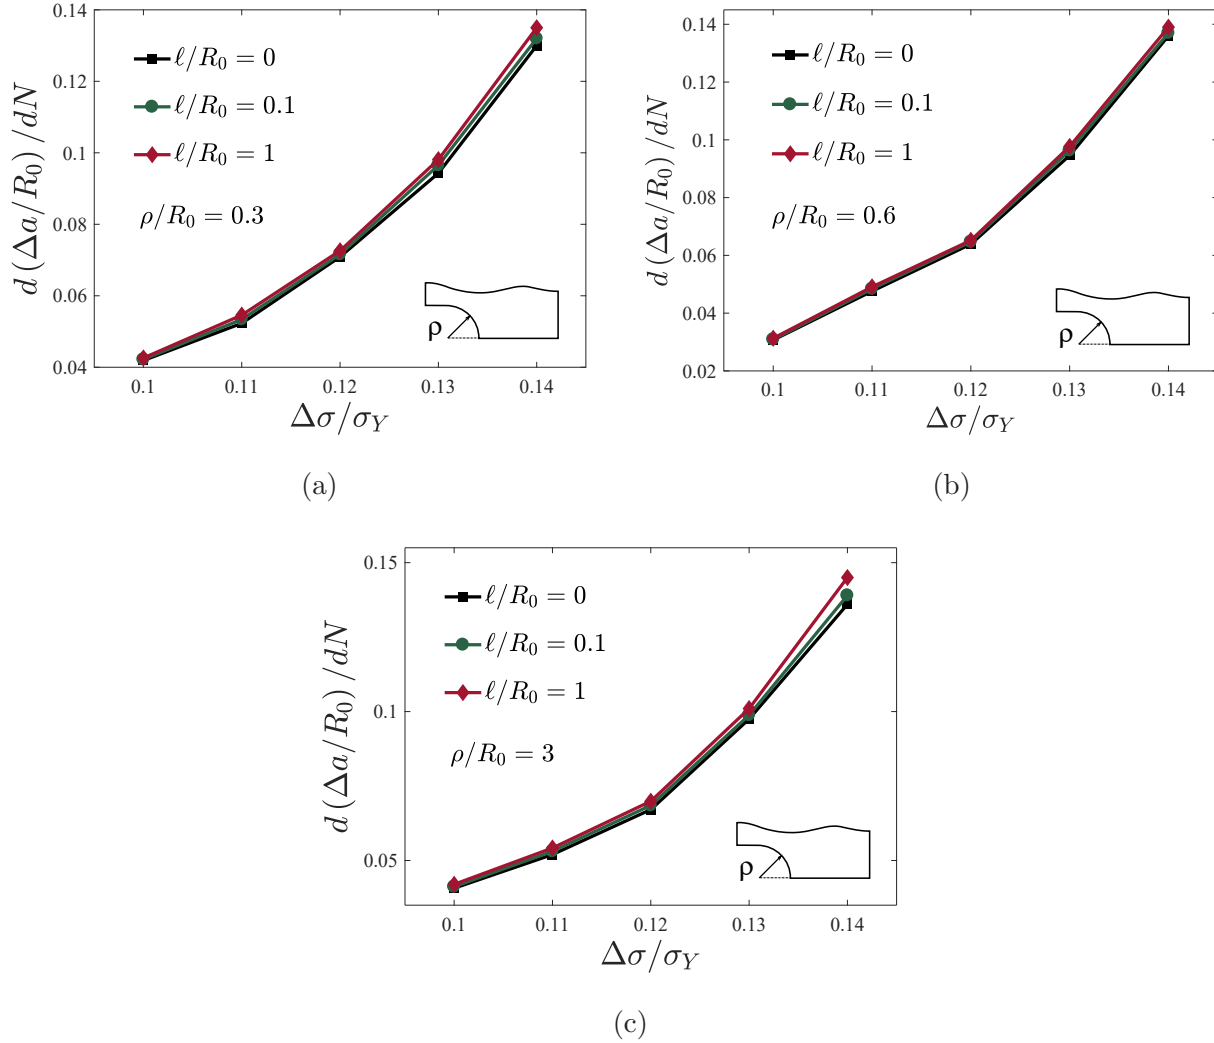 0.14
0.12
0.1
0.08
0.06
0.04
d (Δa/R₀) /dN
ℓ/R₀ = 0
ℓ/R₀ = 0.1
ℓ/R₀ = 1
ρ/R₀ = 0.3
ρ
0.1 0.11 0.12 0.13 0.14
Δσ/σ_Y
(a)
0.14
0.12
0.1
0.08
0.06
0.04
0.02
d (Δa/R₀) /dN
ℓ/R₀ = 0
ℓ/R₀ = 0.1
ℓ/R₀ = 1
ρ/R₀ = 0.6
ρ
0.1 0.11 0.12 0.13 0.14
Δσ/σ_Y
(b)
0.15
0.1
0.05
d (Δa/R₀) /dN
ℓ/R₀ = 0
ℓ/R₀ = 0.1
ℓ/R₀ = 1
ρ/R₀ = 3
ρ
0.1 0.11 0.12 0.13 0.14
Δσ/σ_Y
(c)